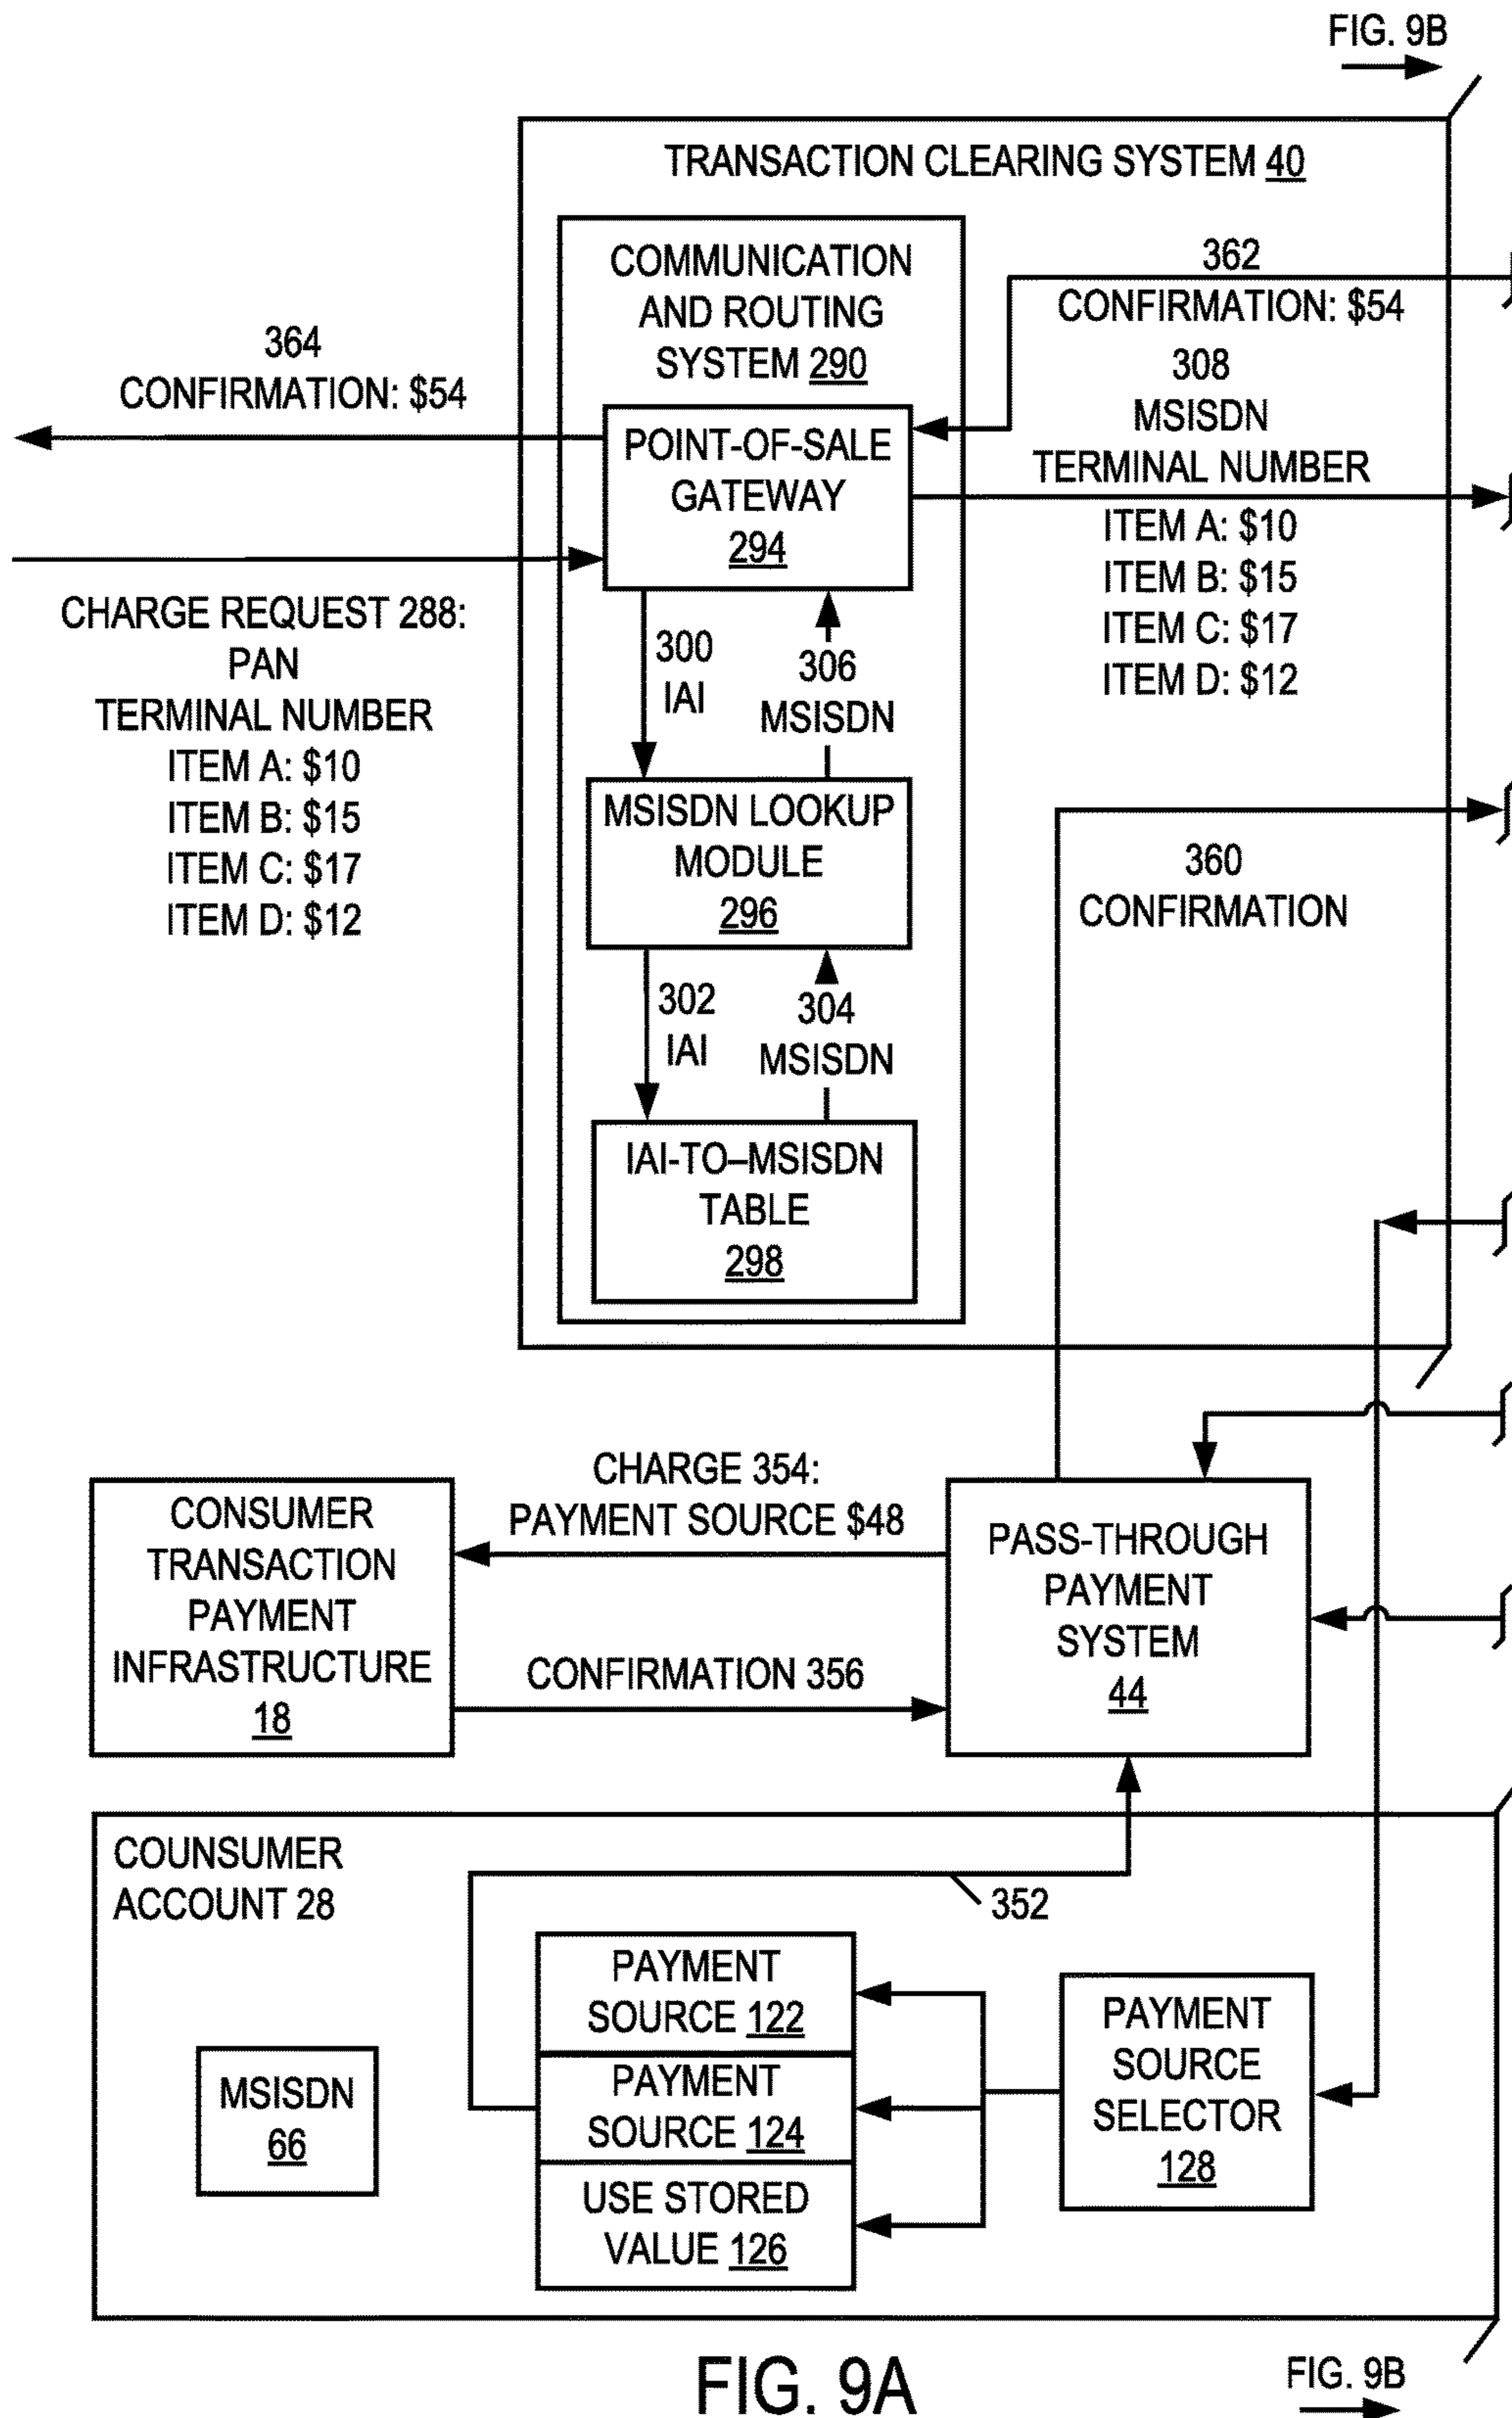 FIG. 9B
TRANSACTION CLEARING SYSTEM 40
COMMUNICATION
AND ROUTING
SYSTEM 290
362
CONFIRMATION: $54
364
CONFIRMATION: $54
308
MSISDN
TERMINAL NUMBER
ITEM A: $10
ITEM B: $15
ITEM C: $17
ITEM D: $12
POINT-OF-SALE
GATEWAY
294
CHARGE REQUEST 288:
PAN
TERMINAL NUMBER
ITEM A: $10
ITEM B: $15
ITEM C: $17
ITEM D: $12
300
IAI
306
MSISDN
MSISDN LOOKUP
MODULE
296
360
CONFIRMATION
302
IAI
304
MSISDN
IAI-TO–MSISDN
TABLE
298
CONSUMER
TRANSACTION
PAYMENT
INFRASTRUCTURE
18
CHARGE 354:
PAYMENT SOURCE $48
CONFIRMATION 356
PASS-THROUGH
PAYMENT
SYSTEM
44
COUNSUMER
ACCOUNT 28
352
MSISDN
66
PAYMENT
SOURCE 122
PAYMENT
SOURCE 124
USE STORED
VALUE 126
PAYMENT
SOURCE
SELECTOR
128
FIG. 9A
FIG. 9B